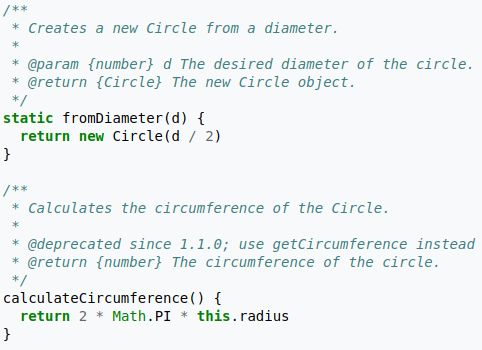 /**
 * Creates a new Circle from a diameter.
 *
 * @param {number} d The desired diameter of the circle.
 * @return {Circle} The new Circle object.
 */
static fromDiameter(d) {
  return new Circle(d / 2)
}

/**
 * Calculates the circumference of the Circle.
 *
 * @deprecated since 1.1.0; use getCircumference instead
 * @return {number} The circumference of the circle.
 */
calculateCircumference() {
  return 2 * Math.PI * this.radius
}